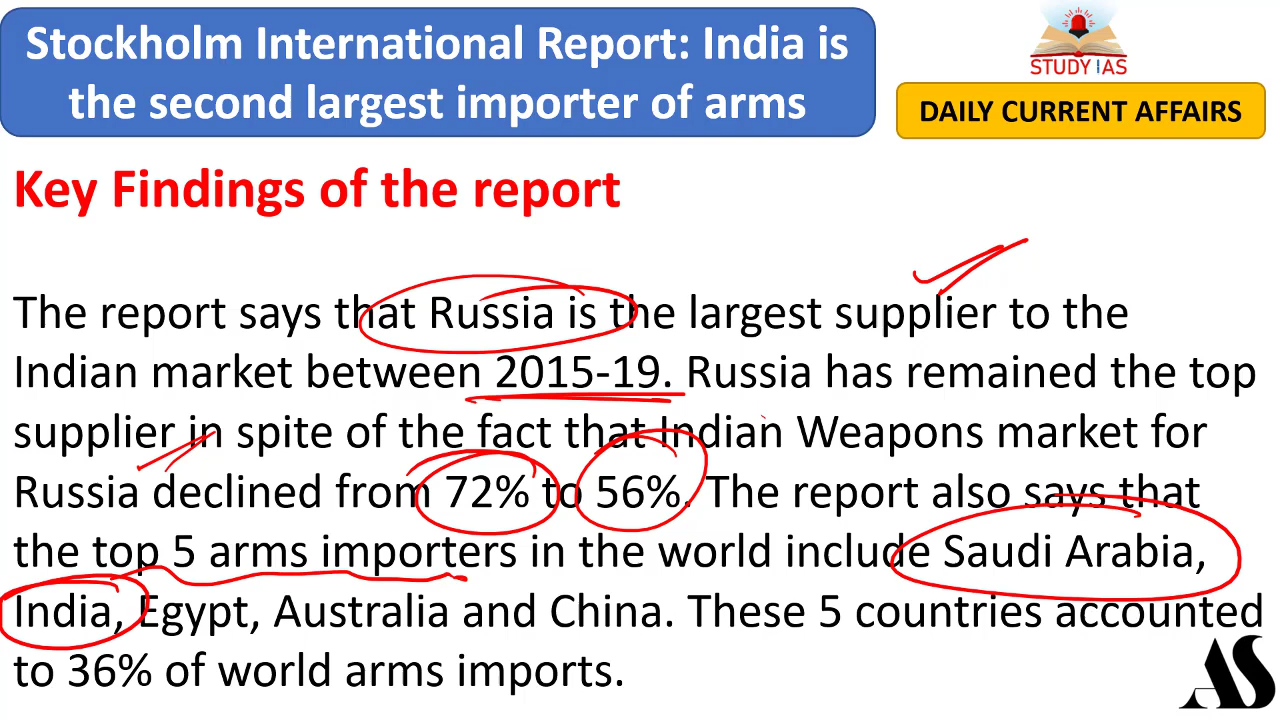 Stockholm International Report: India is
the second largest importer of arms
STUDY IAS
DAILY CURRENT AFFAIRS
Key Findings of the report
The report says that Russia is the largest supplier to the
Indian market between 2015-19. Russia has remained the top
supplier in spite of the fact that Indian Weapons market for
Russia declined from 72% to 56%. The report also says that
the top 5 arms importers in the world include Saudi Arabia,
India, Egypt, Australia and China. These 5 countries accounted
to 36% of world arms imports.
AS